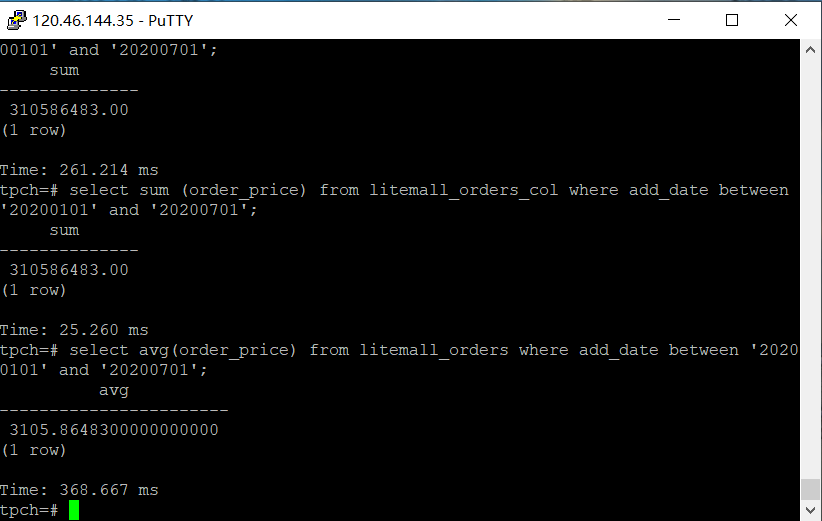 120.46.144.35 - PuTTY
00101' and '20200701';
sum
--------------
310586483.00
(1 row)
Time: 261.214 ms
tpch=# select sum (order_price) from litemall_orders_col where add_date between
'20200101' and '20200701';
sum
--------------
310586483.00
(1 row)
Time: 25.260 ms
tpch=# select avg(order_price) from litemall_orders where add_date between '2020
0101' and '20200701';
avg
-----------------------
3105.8648300000000000
(1 row)
Time: 368.667 ms
tpch=#